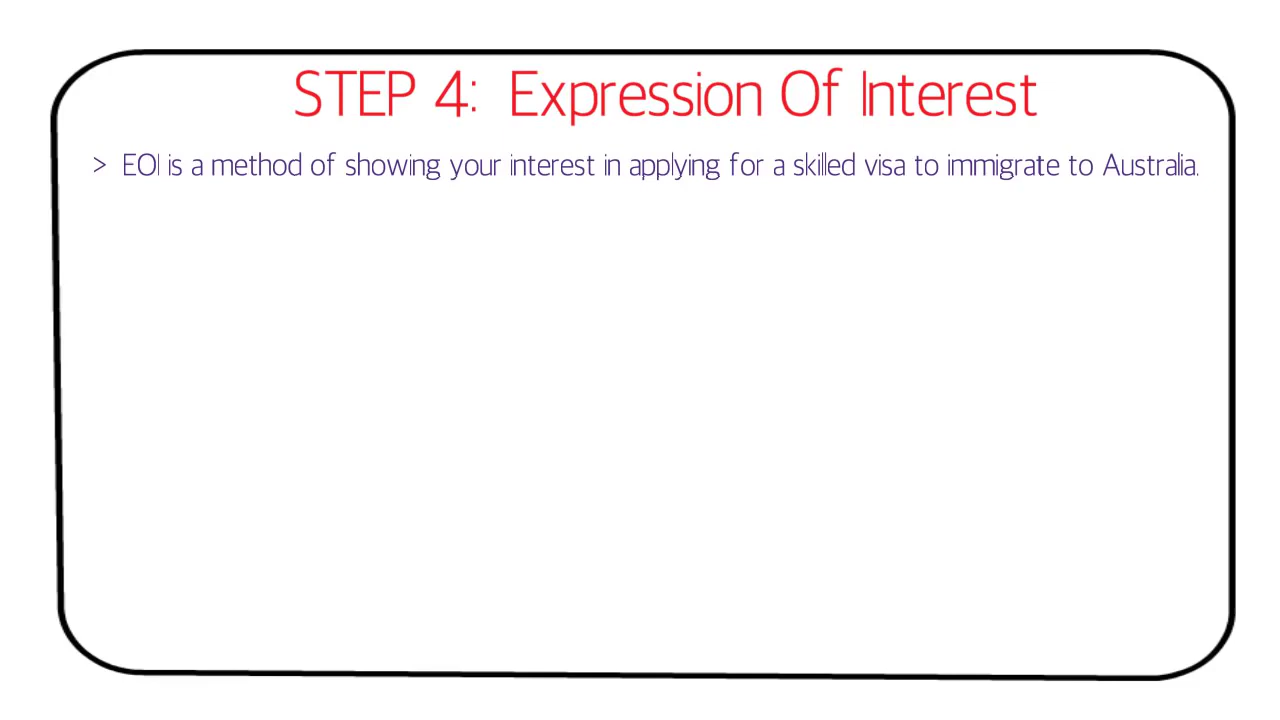 STEP 4: Expression Of Interest
> EOI is a method of showing your interest in applying for a skilled visa to immigrate to Australia.